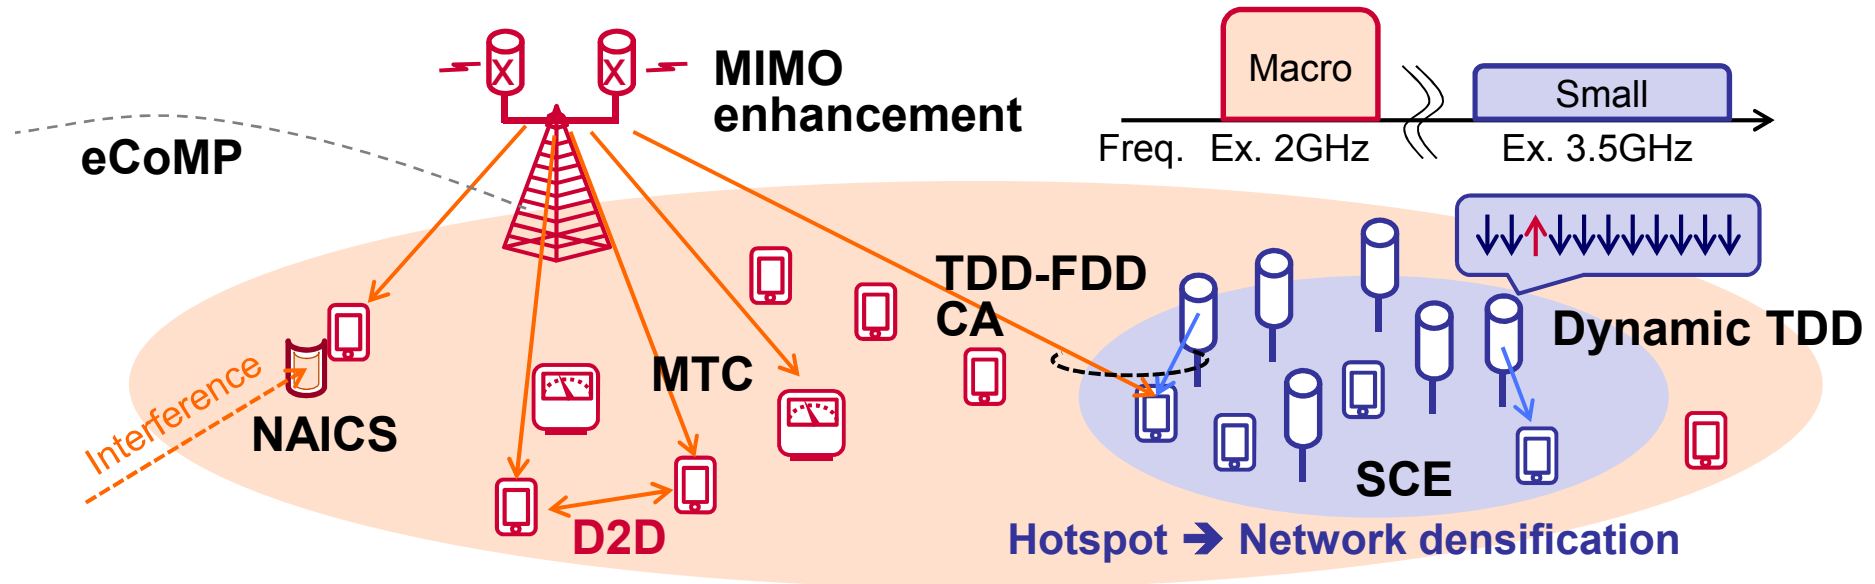 X
X
MIMO
enhancement
eCoMP
Macro
Small
Freq.
Ex. 2GHz
Ex. 3.5GHz
TDD-FDD
CA
Dynamic TDD
MTC
Interference
NAICS
SCE
D2D
Hotspot ➔ Network densification